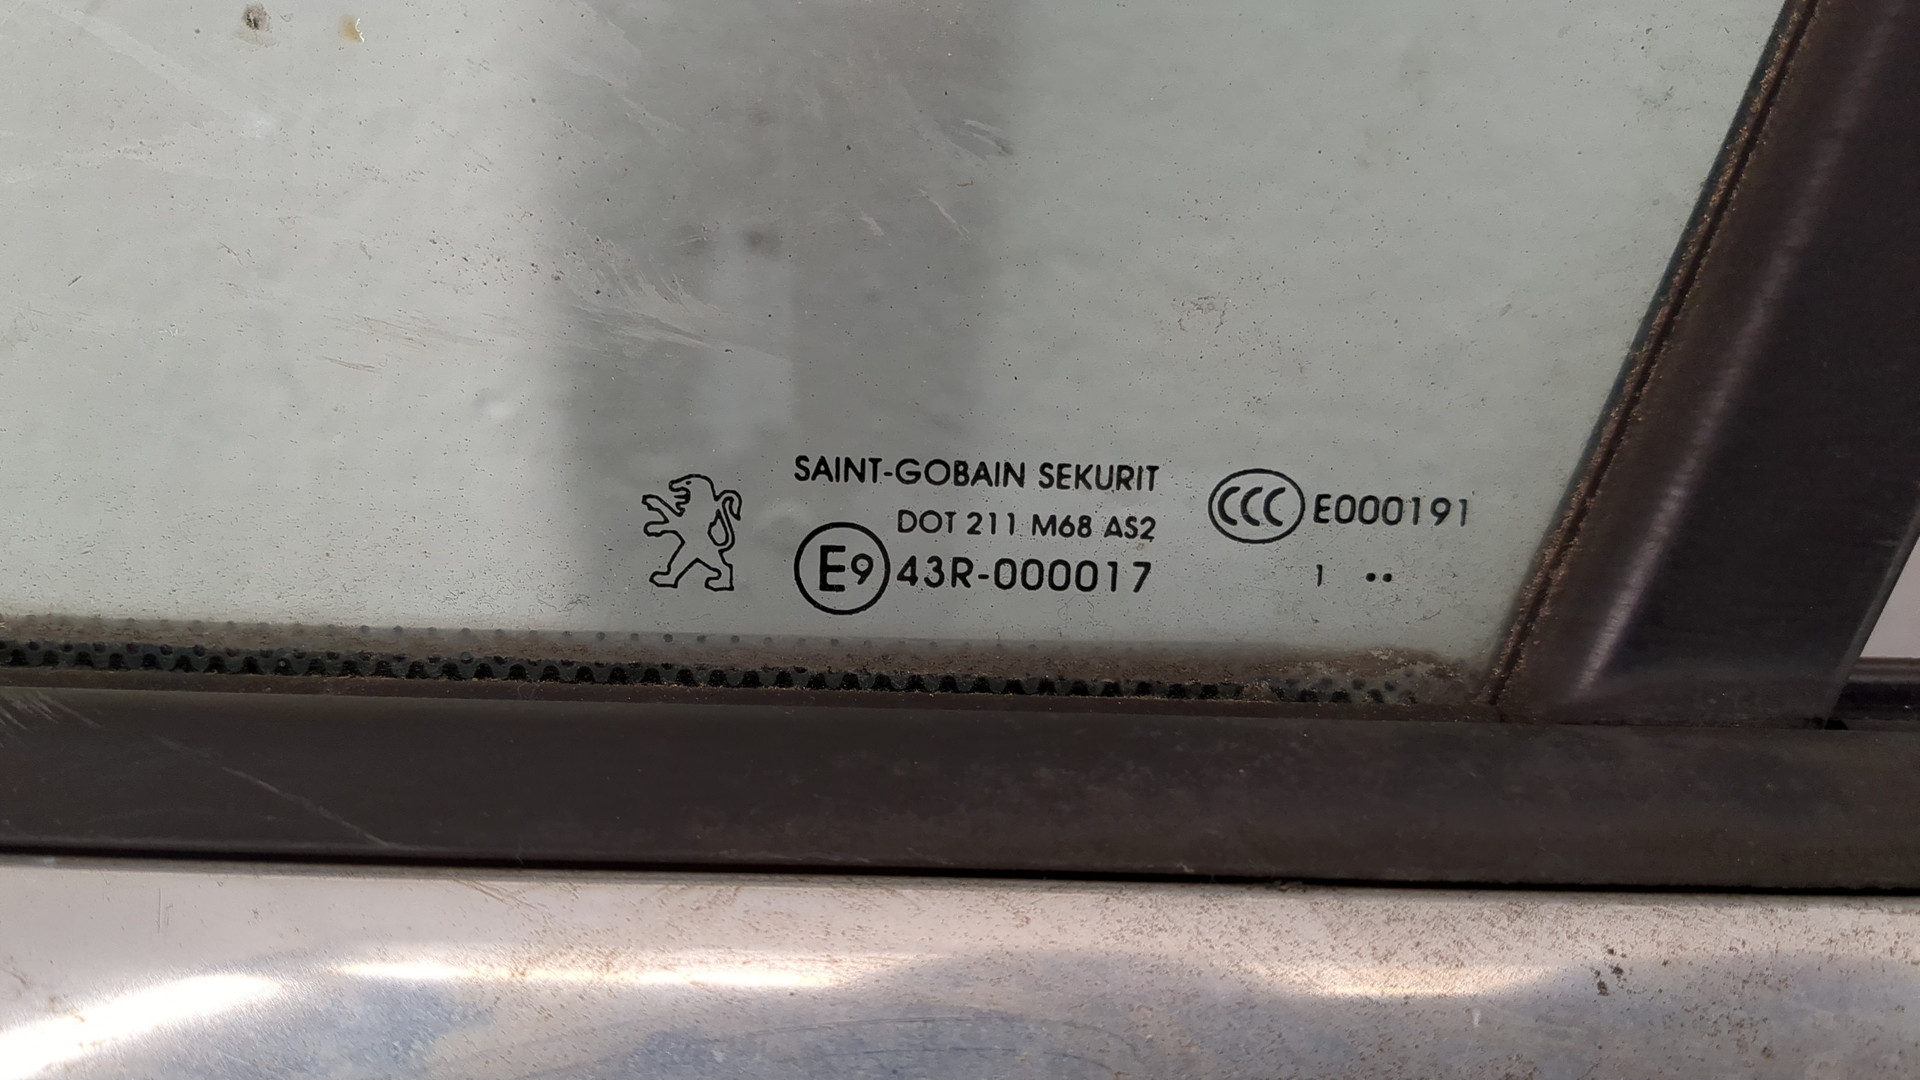 SAINT-GOBAIN SEKURIT
DOT 211 M68 AS2
E9 43R-000017
CCC E000191
1 ••